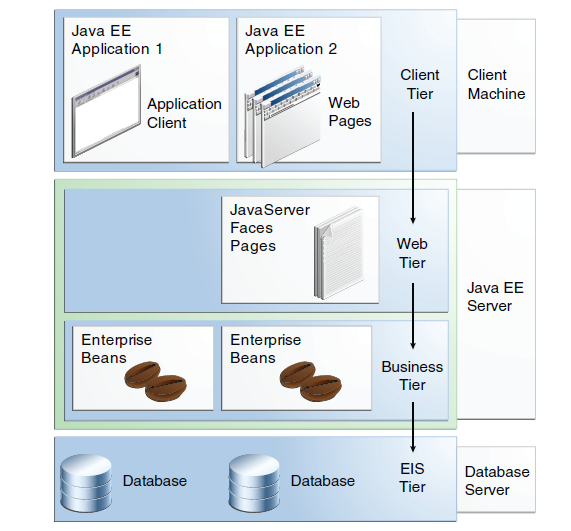 Java EE
Application 1
Application
Client
Java EE
Application 2
Web
Pages
Client
Tier
Client
Machine
JavaServer
Faces
Pages
Web
Tier
Java EE
Server
Enterprise
Beans
Enterprise
Beans
Business
Tier
Database
Database
EIS
Tier
Database
Server